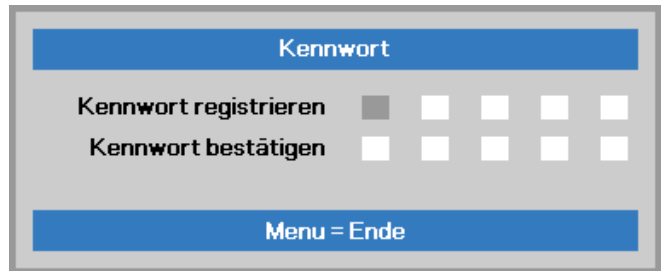 Kennwort
Kennwort registrieren
Kennwort bestätigen
Menu = Ende